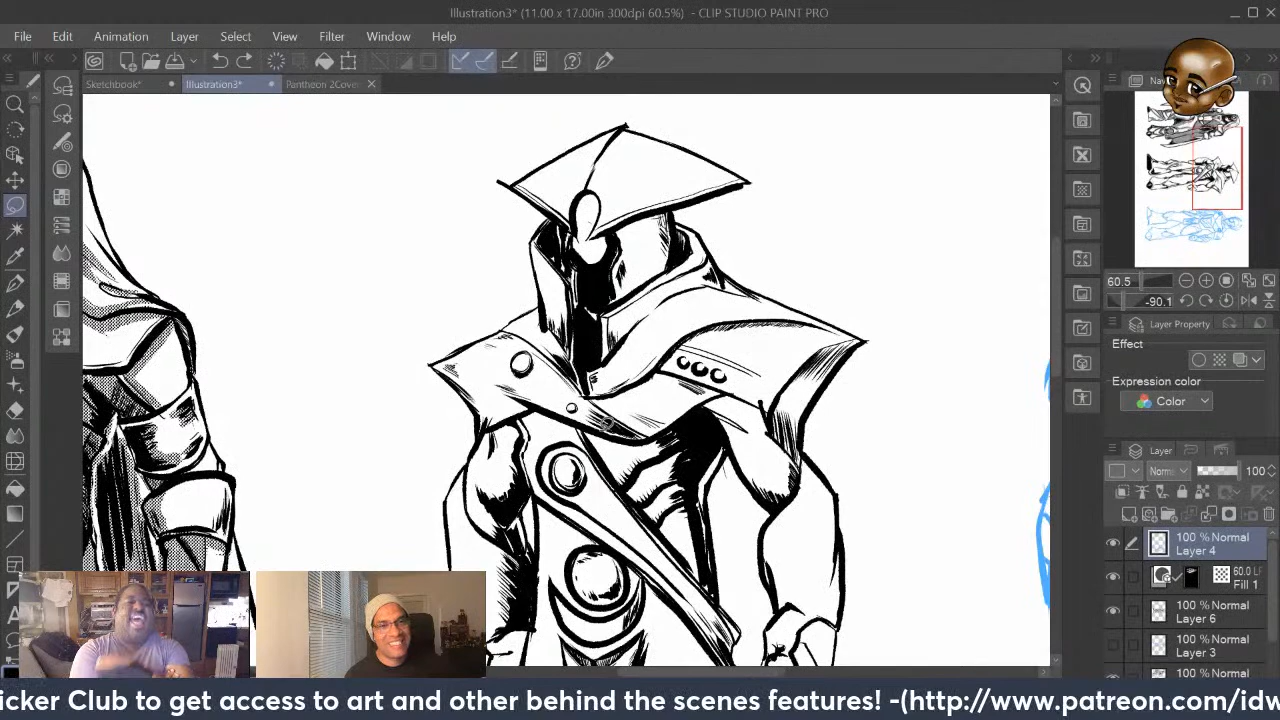 Illustration3* (11.00 x 17.00in 300dpi 60.5%) - CLIP STUDIO PAINT PRO
File Edit Animation Layer Select View Filter Window Help
Sketchbook* Illustration3* Pantheon 2Cove
60.5
-90.1
Layer Property
Effect
Expression color
Color
Layer
Norm 100
100 % Normal
Layer 4
60.0
Fill 1
100 % Normal
Layer 6
100 % Normal
Layer 3
100 % Normal
icker Club to get access to art and other behind the scenes features! -(http://www.patreon.com/idw